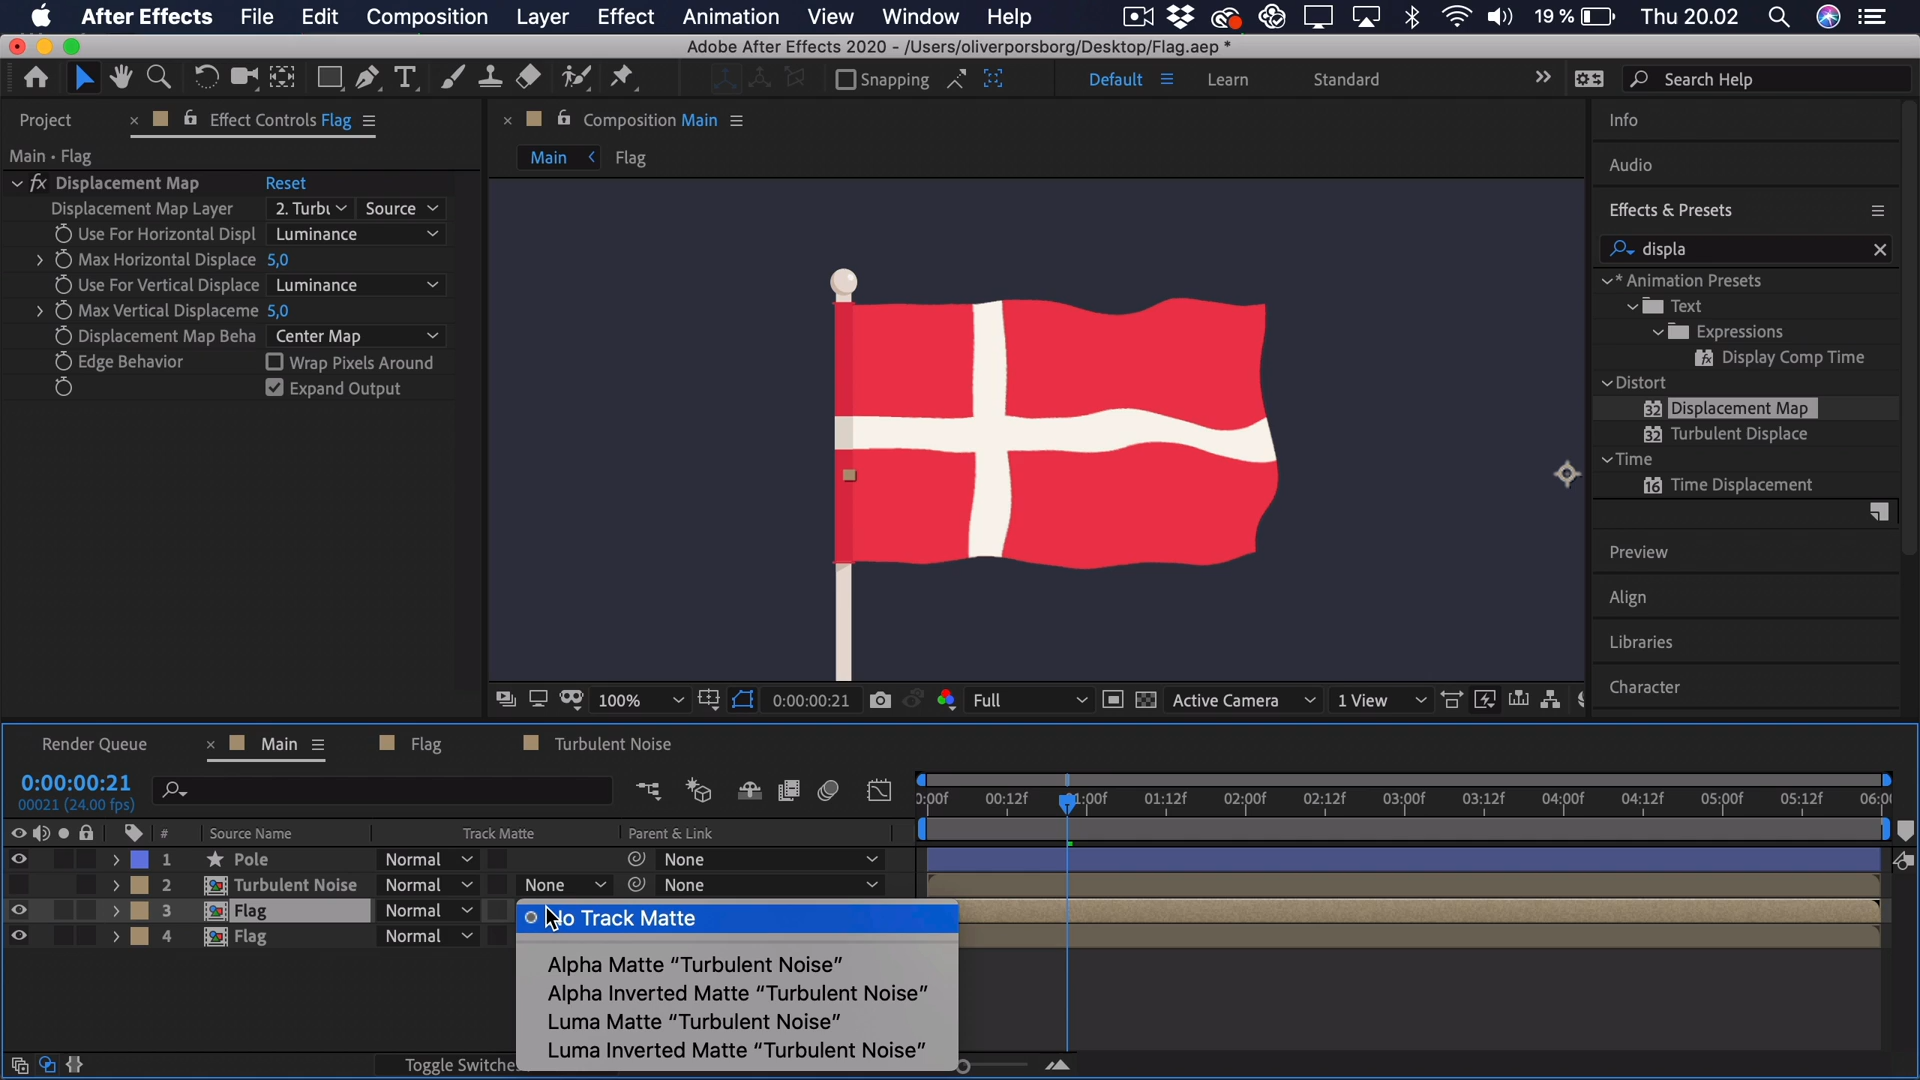 After Effects File Edit Composition Layer Effect Animation View Window Help 19 % Thu 20.02
Adobe After Effects 2020 - /Users/oliverporsborg/Desktop/Flag.aep *
Snapping Default Learn Standard Search Help
Project Effect Controls Flag
Composition Main
Main • Flag
Main Flag
fx Displacement Map Reset
Displacement Map Layer 2. Turbu Source
Use For Horizontal Displ Luminance
Max Horizontal Displace 5,0
Use For Vertical Displace Luminance
Max Vertical Displaceme 5,0
Displacement Map Beha Center Map
Edge Behavior Wrap Pixels Around
Expand Output
Info
Audio
Effects & Presets
displa
* Animation Presets
Text
Expressions
Display Comp Time
Distort
32 Displacement Map
32 Turbulent Displace
Time
16 Time Displacement
Preview
Align
Libraries
Character
100% 0:00:00:21 Full Active Camera 1 View
Render Queue Main Flag Turbulent Noise
0:00:00:21
00021 (24.00 fps)
0:00f 00:12f 01:00f 01:12f 02:00f 02:12f 03:00f 03:12f 04:00f 04:12f 05:00f 05:12f 06:00
# Source Name Track Matte Parent & Link
1 Pole Normal None
2 Turbulent Noise Normal None None
3 Flag Normal
4 Flag Normal
No Track Matte
Alpha Matte “Turbulent Noise”
Alpha Inverted Matte “Turbulent Noise”
Luma Matte “Turbulent Noise”
Luma Inverted Matte “Turbulent Noise”
Toggle Switches